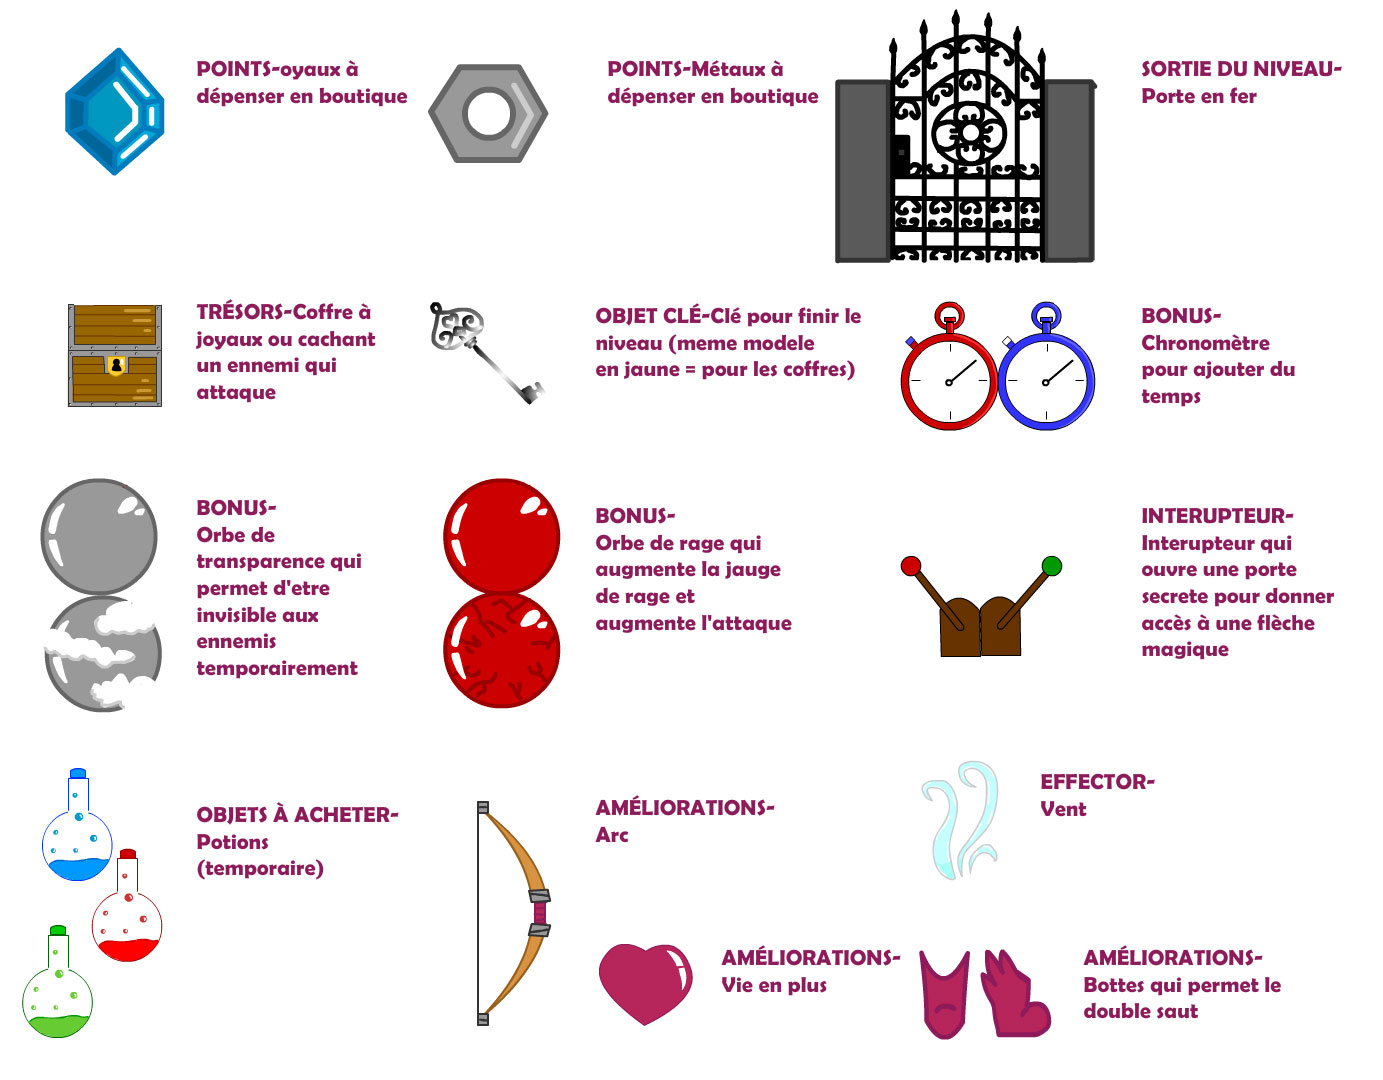 POINTS-oyaux à
dépenser en boutique
POINTS-Métaux à
dépenser en boutique
SORTIE DU NIVEAU-
Porte en fer
TRÉSORS-Coffre à
joyaux ou cachant
un ennemi qui
attaque
OBJET CLÉ-Clé pour finir le
niveau (meme modele
en jaune = pour les coffres)
BONUS-
Chronomètre
pour ajouter du
temps
BONUS-
Orbe de
transparence qui
permet d'etre
invisible aux
ennemis
temporairement
BONUS-
Orbe de rage qui
augmente la jauge
de rage et
augmente l'attaque
INTERUPTEUR-
Interupteur qui
ouvre une porte
secrete pour donner
accès à une flèche
magique
OBJETS À ACHETER-
Potions
(temporaire)
AMÉLIORATIONS-
Arc
EFFECTOR-
Vent
AMÉLIORATIONS-
Vie en plus
AMÉLIORATIONS-
Bottes qui permet le
double saut